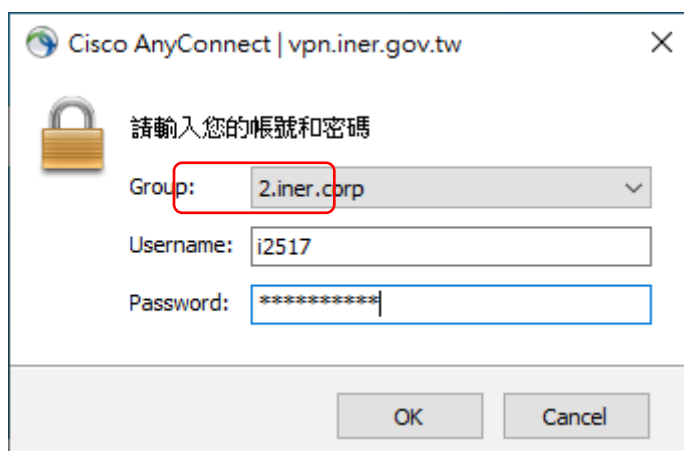 Cisco AnyConnect | vpn.iner.gov.tw
請輸入您的帳號和密碼
Group: 2.iner.corp
Username: i2517
Password: **********
OK Cancel